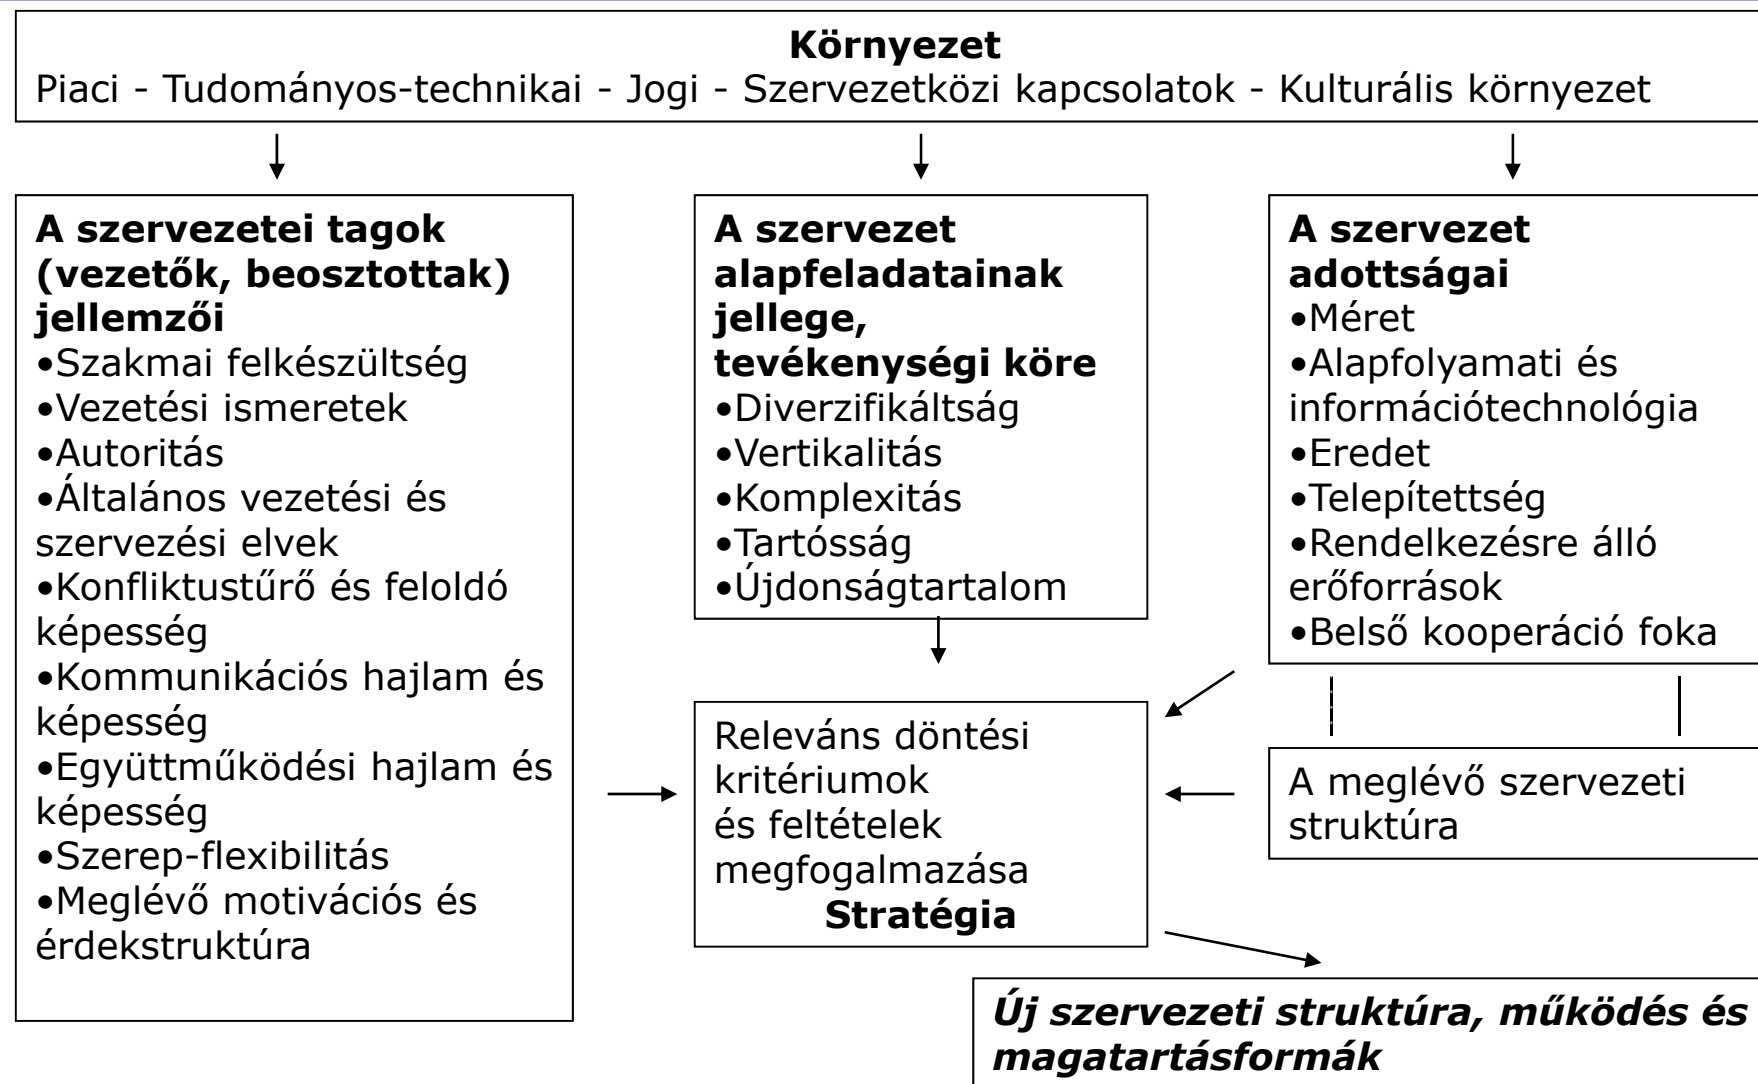 Környezet
Piaci - Tudományos-technikai - Jogi - Szervezetközi kapcsolatok - Kulturális környezet
A szervezetei tagok
(vezetők, beosztottak)
jellemzői
•Szakmai felkészültség
•Vezetési ismeretek
•Autoritás
•Általános vezetési és
szervezési elvek
•Konfliktustűrő és feloldó
képesség
•Kommunikációs hajlam és
képesség
•Együttműködési hajlam és
képesség
•Szerep-flexibilitás
•Meglévő motivációs és
érdekstruktúra
A szervezet
alapfeladatainak
jellege,
tevékenységi köre
•Diverzifikáltság
•Vertikalitás
•Komplexitás
•Tartósság
•Újdonságtartalom
A szervezet
adottságai
•Méret
•Alapfolyamati és
információtechnológia
•Eredet
•Telepítettség
•Rendelkezésre álló
erőforrások
•Belső kooperáció foka
Releváns döntési
kritériumok
és feltételek
megfogalmazása
Stratégia
A meglévő szervezeti
struktúra
Új szervezeti struktúra, működés és
magatartásformák